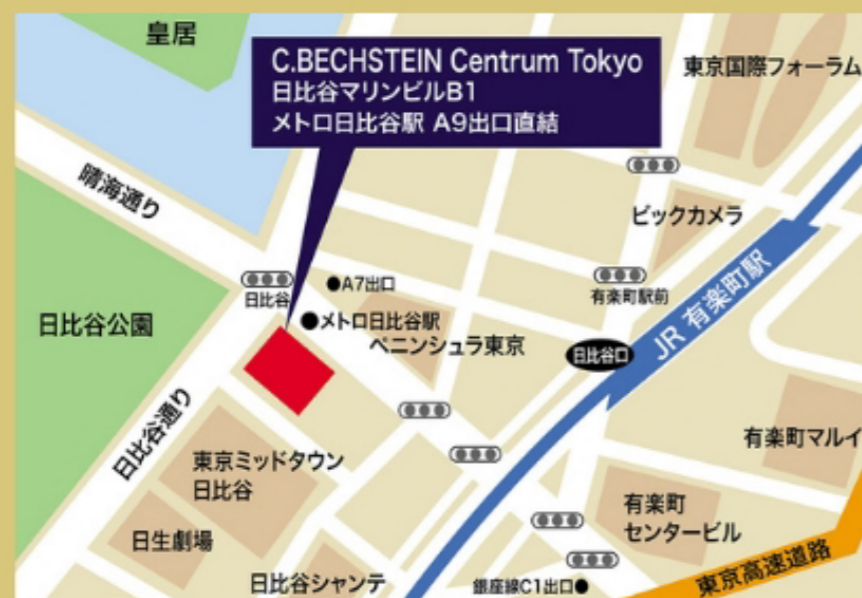 皇居
C.BECHSTEIN Centrum Tokyo
日比谷マリンビルB1
メトロ日比谷駅 A9出口直結
東京国際フォーラム
晴海通り
ビックカメラ
日比谷
●A7出口
有楽町駅前
JR 有楽町駅
日比谷公園
●メトロ日比谷駅
ペニンシュラ東京
日比谷口
日比谷通り
有楽町マルイ
東京ミッドタウン
日比谷
有楽町
センタービル
日生劇場
東京高速道路
日比谷シャンテ
銀座線C1出口●